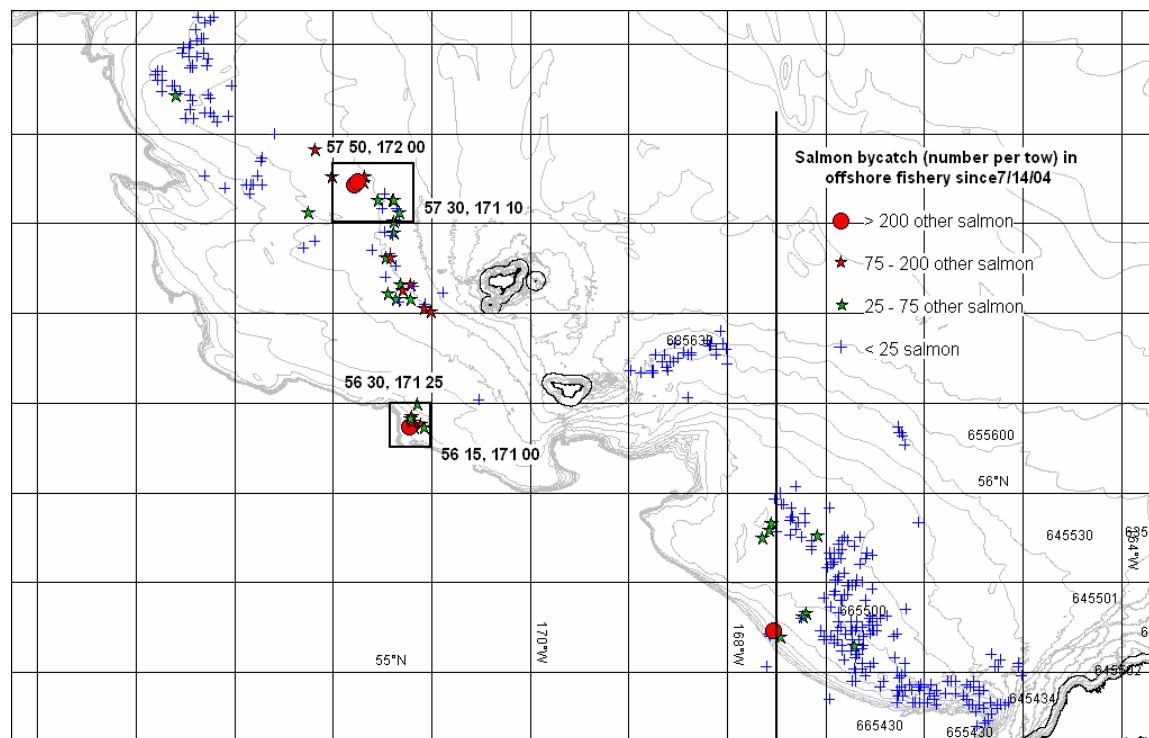 57 50, 172 00
Salmon bycatch (number per tow) in
offshore fishery since7/14/04
57 30, 171 10
> 200 other salmon
75 - 200 other salmon
25 - 75 other salmon
< 25 salmon
56 30, 171 25
655600
56 15, 171 00
56°N
645530
164°W
645501
665500
170°W
168°W
55°N
645502
645434
665430
655430